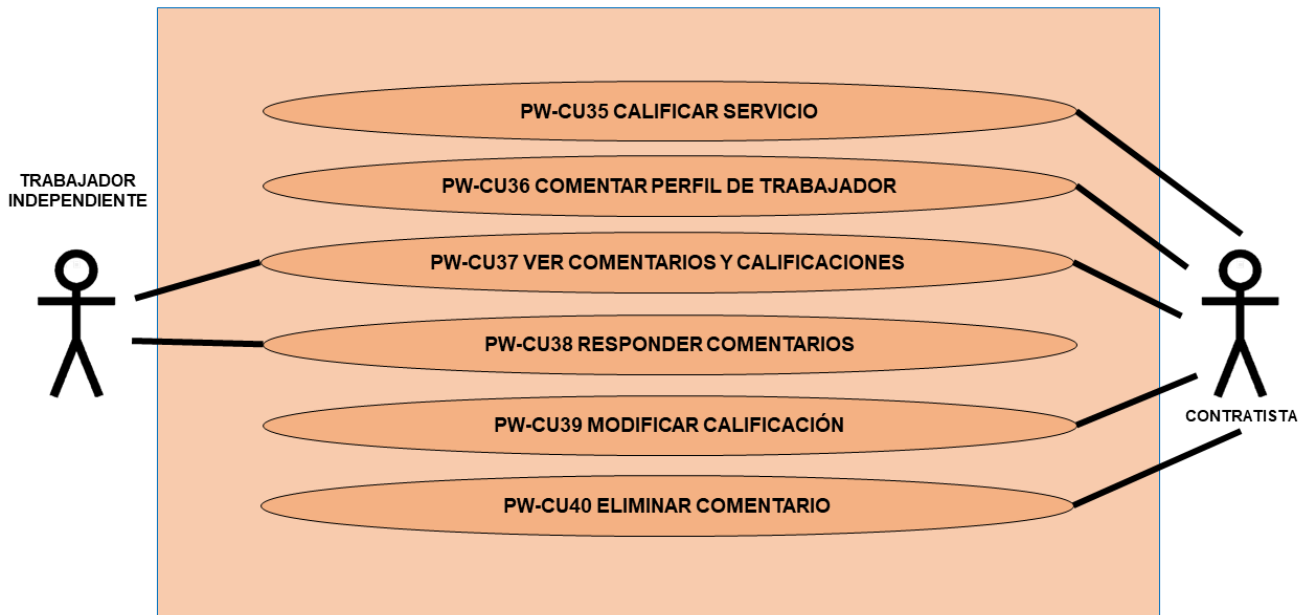 PW-CU35 CALIFICAR SERVICIO
PW-CU36 COMENTAR PERFIL DE TRABAJADOR
TRABAJADOR
INDEPENDIENTE
PW-CU37 VER COMENTARIOS Y CALIFICACIONES
PW-CU38 RESPONDER COMENTARIOS
PW-CU39 MODIFICAR CALIFICACIÓN
CONTRATISTA
PW-CU40 ELIMINAR COMENTARIO